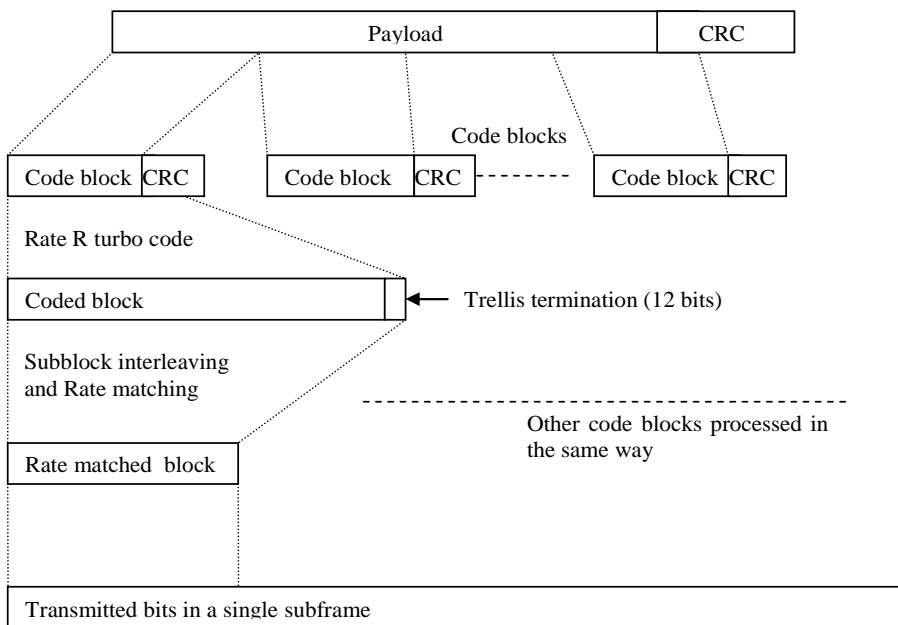 Payload CRC
Code blocks
Code block CRC Code block CRC Code block CRC
Rate R turbo code
Coded block
Trellis termination (12 bits)
Subblock interleaving
and Rate matching
Other code blocks processed in
the same way
Rate matched block
Transmitted bits in a single subframe